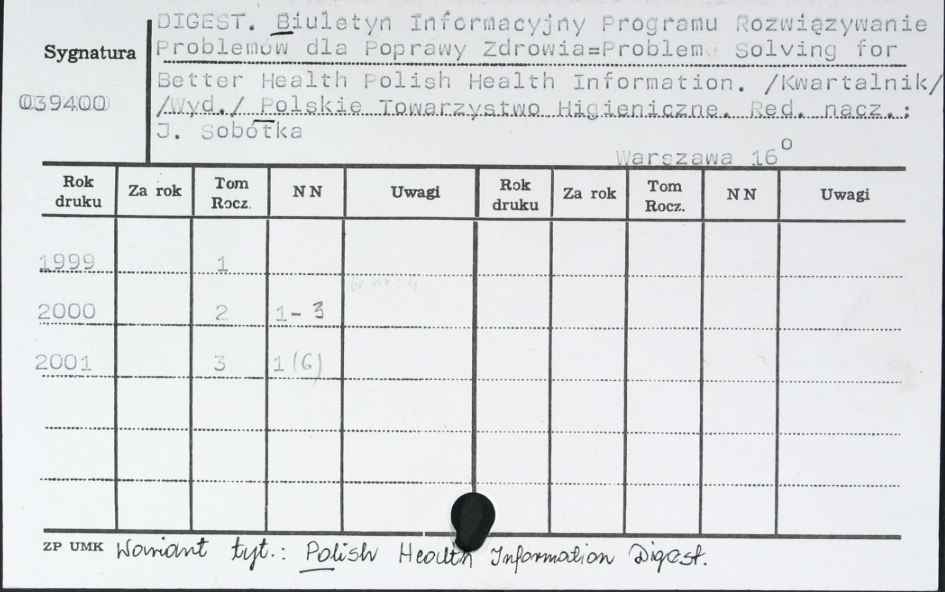 DIGEST. Biuletyn Informacyjny Programu Rozwiązywanie
Sygnatura
Problemów dla Poprawy Zdrowia=Problem Solving for
Better Health Polish Health Information. /Kwartalnik/
039400
/Wyd./ Polskie Towarzystwo Higieniczne. Red. nacz.:
J. Sobótka
Warszawa 16°
Rok druku Za rok Tom Rocz. N N Uwagi Rok druku Za rok Tom Rocz. N N Uwagi
1999 1
2000 2 1-3
2001 3 1(6)
ZP UMK Wariant tyt.: Polish Health Information Digest.